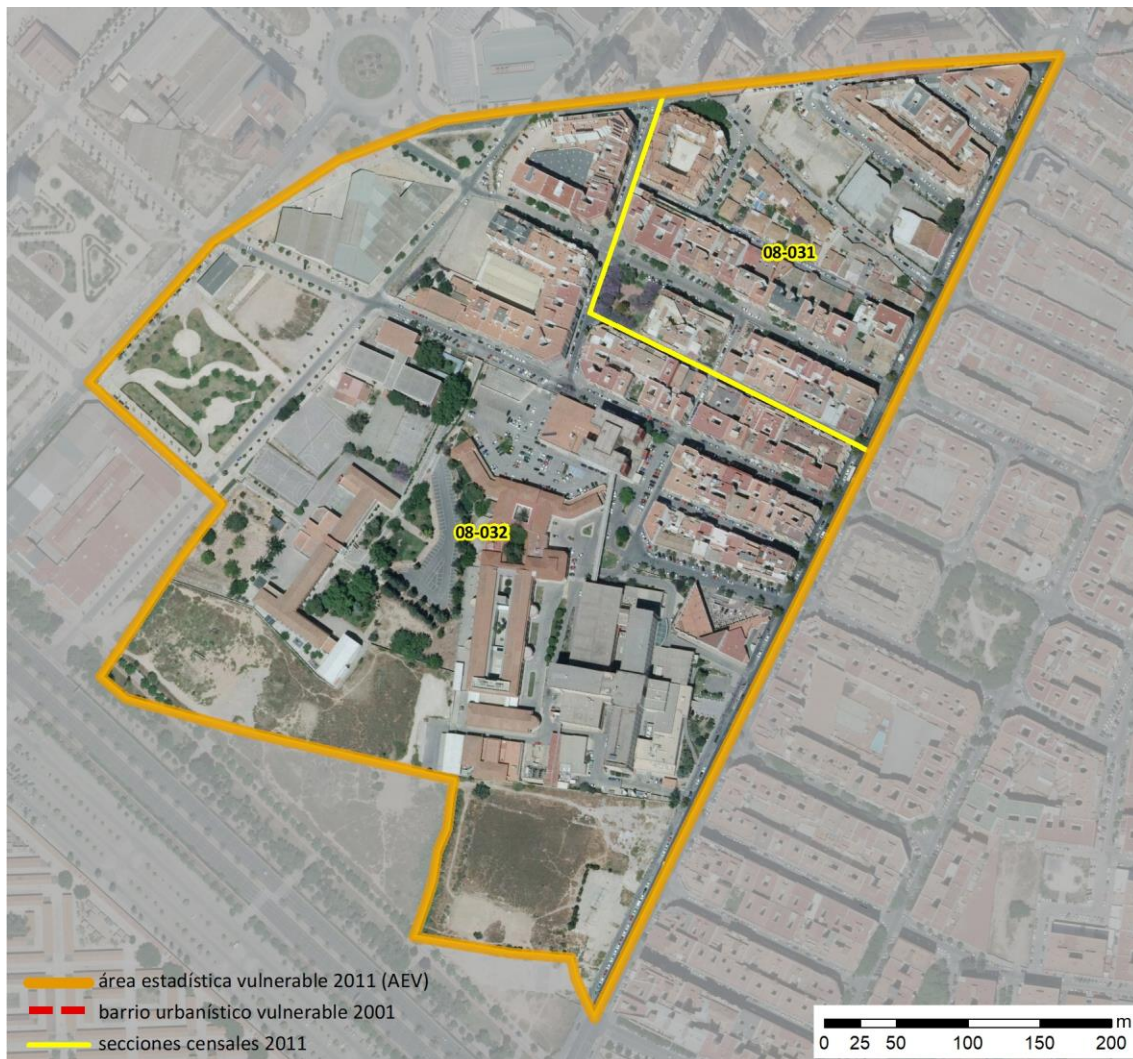 08-031
08-032
área estadística vulnerable 2011 (AEV)
barrio urbanístico vulnerable 2001
secciones censales 2011
m
0 25 50 100 150 200